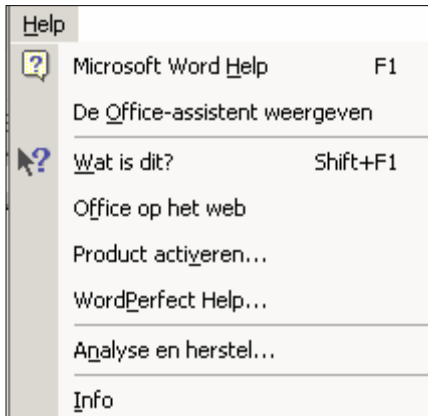 Help
Microsoft Word Help F1
De Office-assistent weergeven
Wat is dit? Shift+F1
Office op het web
Product activeren...
WordPerfect Help...
Analyse en herstel...
Info